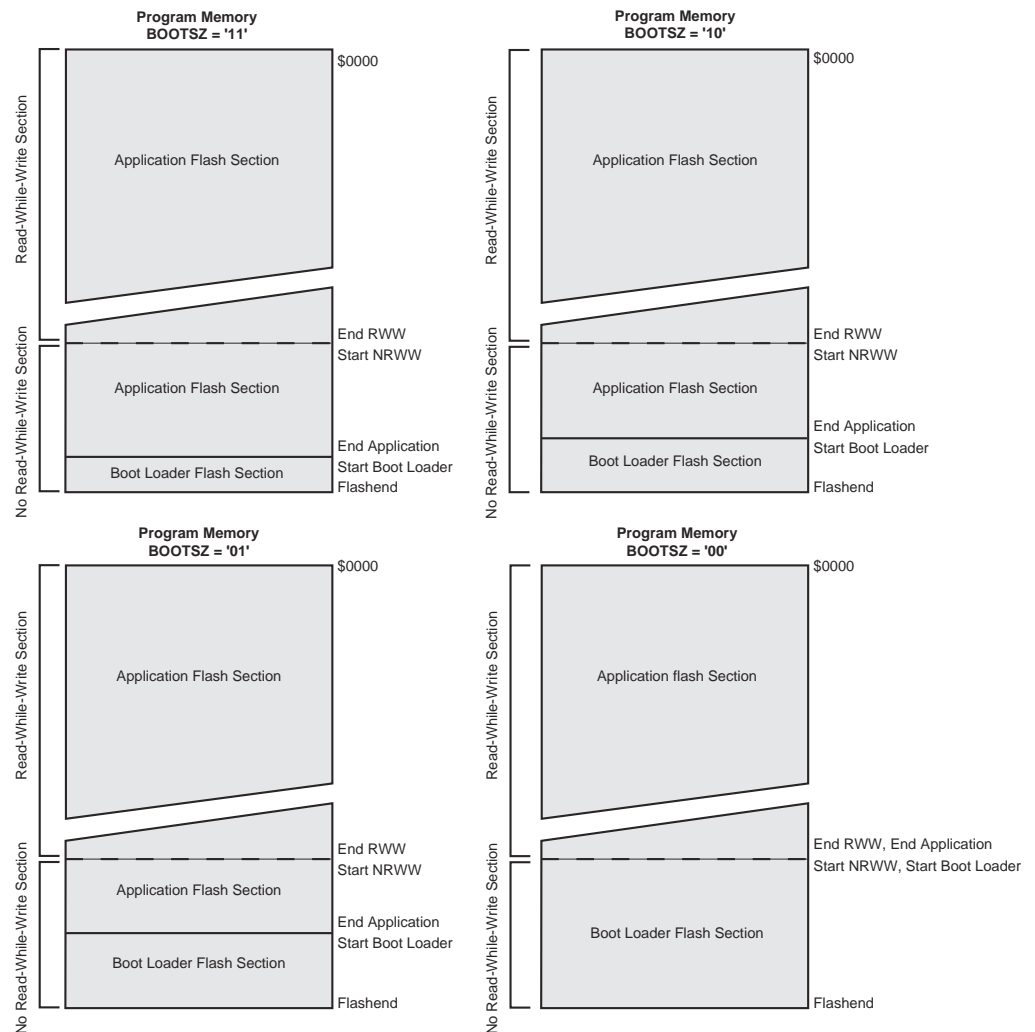 Program Memory
BOOTSZ = '11'
$0000
Read-While-Write Section
Application Flash Section
End RWW
Start NRWW
No Read-While-Write Section
Application Flash Section
End Application
Start Boot Loader
Boot Loader Flash Section
Flashend
Program Memory
BOOTSZ = '10'
$0000
Read-While-Write Section
Application Flash Section
End RWW
Start NRWW
No Read-While-Write Section
Application Flash Section
End Application
Start Boot Loader
Boot Loader Flash Section
Flashend
Program Memory
BOOTSZ = '01'
$0000
Read-While-Write Section
Application Flash Section
End RWW
Start NRWW
No Read-While-Write Section
Application Flash Section
End Application
Start Boot Loader
Boot Loader Flash Section
Flashend
Program Memory
BOOTSZ = '00'
$0000
Read-While-Write Section
Application flash Section
End RWW, End Application
Start NRWW, Start Boot Loader
No Read-While-Write Section
Boot Loader Flash Section
Flashend